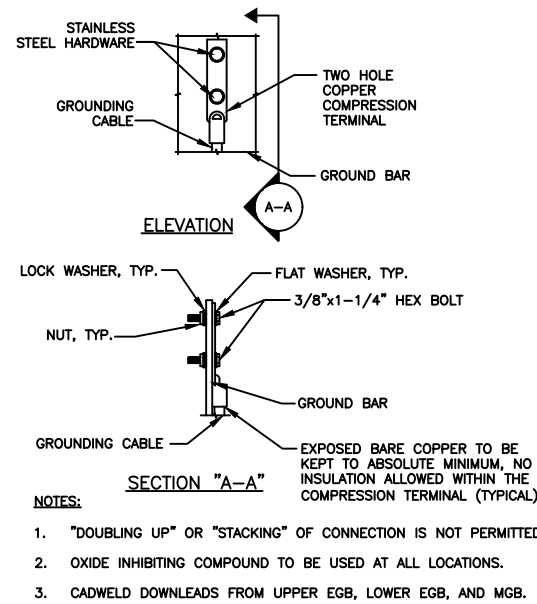 STAINLESS
STEEL HARDWARE
TWO HOLE
COPPER
COMPRESSION
TERMINAL
GROUNDING
CABLE
GROUND BAR
A-A
ELEVATION
LOCK WASHER, TYP.
FLAT WASHER, TYP.
3/8"x1-1/4" HEX BOLT
NUT, TYP.
GROUND BAR
GROUNDING CABLE
EXPOSED BARE COPPER TO BE
KEPT TO ABSOLUTE MINIMUM, NO
INSULATION ALLOWED WITHIN THE
COMPRESSION TERMINAL (TYPICAL)
SECTION "A-A"
NOTES:
1. "DOUBLING UP" OR "STACKING" OF CONNECTION IS NOT PERMITTED
2. OXIDE INHIBITING COMPOUND TO BE USED AT ALL LOCATIONS.
3. CADWELD DOWNLEADS FROM UPPER EGB, LOWER EGB, AND MGB.